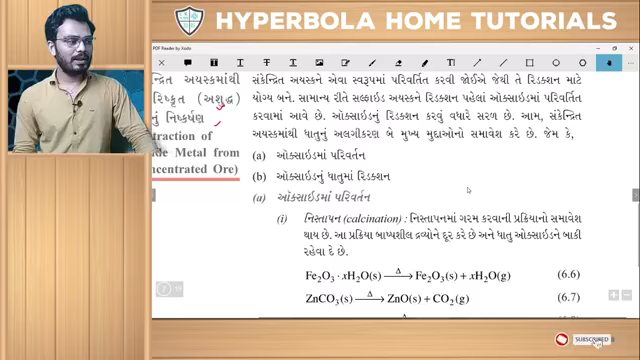 HYPERBOLA HOME TUTORIALS
PDF Reader by Xodo
ન્દ્રિત અયસ્કમાંથી
રિષ્કૃત (અશુદ્ધ)
નું નિષ્કર્ષણ
traction of
de Metal from
ncentrated Ore)
સંકેન્દ્રિત અયસ્કને એવા સ્વરૂપમાં પરિવર્તિત કરવી જોઈએ જેથી તે રિડક્શન માટે
યોગ્ય બને. સામાન્ય રીતે સલ્ફાઇડ અયસ્કને રિડક્શન પહેલાં ઑક્સાઇડમાં પરિવર્તિત
કરવામાં આવે છે. ઑક્સાઇડનું રિડક્શન કરવું વધારે સરળ છે. આમ, સંકેન્દ્રિત
અયસ્કમાંથી ધાતુનું અલગીકરણ બે મુખ્ય મુદ્દાઓનો સમાવેશ કરે છે. જેમ કે,
(a) ઑક્સાઇડમાં પરિવર્તન
(b) ઑક્સાઇડનું ધાતુમાં રિડક્શન
(a) ઑક્સાઇડમાં પરિવર્તન
(i) નિસ્તાપન (calcination) : નિસ્તાપનમાં ગરમ કરવાની પ્રક્રિયાનો સમાવેશ
થાય છે. આ પ્રક્રિયા બાષ્પશીલ દ્રવ્યોને દૂર કરે છે અને ધાતુ ઑક્સાઇડને બાકી
રહેવા દે છે.
Fe₂O₃ · xH₂O(s) —Δ→ Fe₂O₃(s) + xH₂O(g) (6.6)
ZnCO₃(s) —Δ→ ZnO(s) + CO₂(g) (6.7)
Δ
7 19
SUBSCRIBED